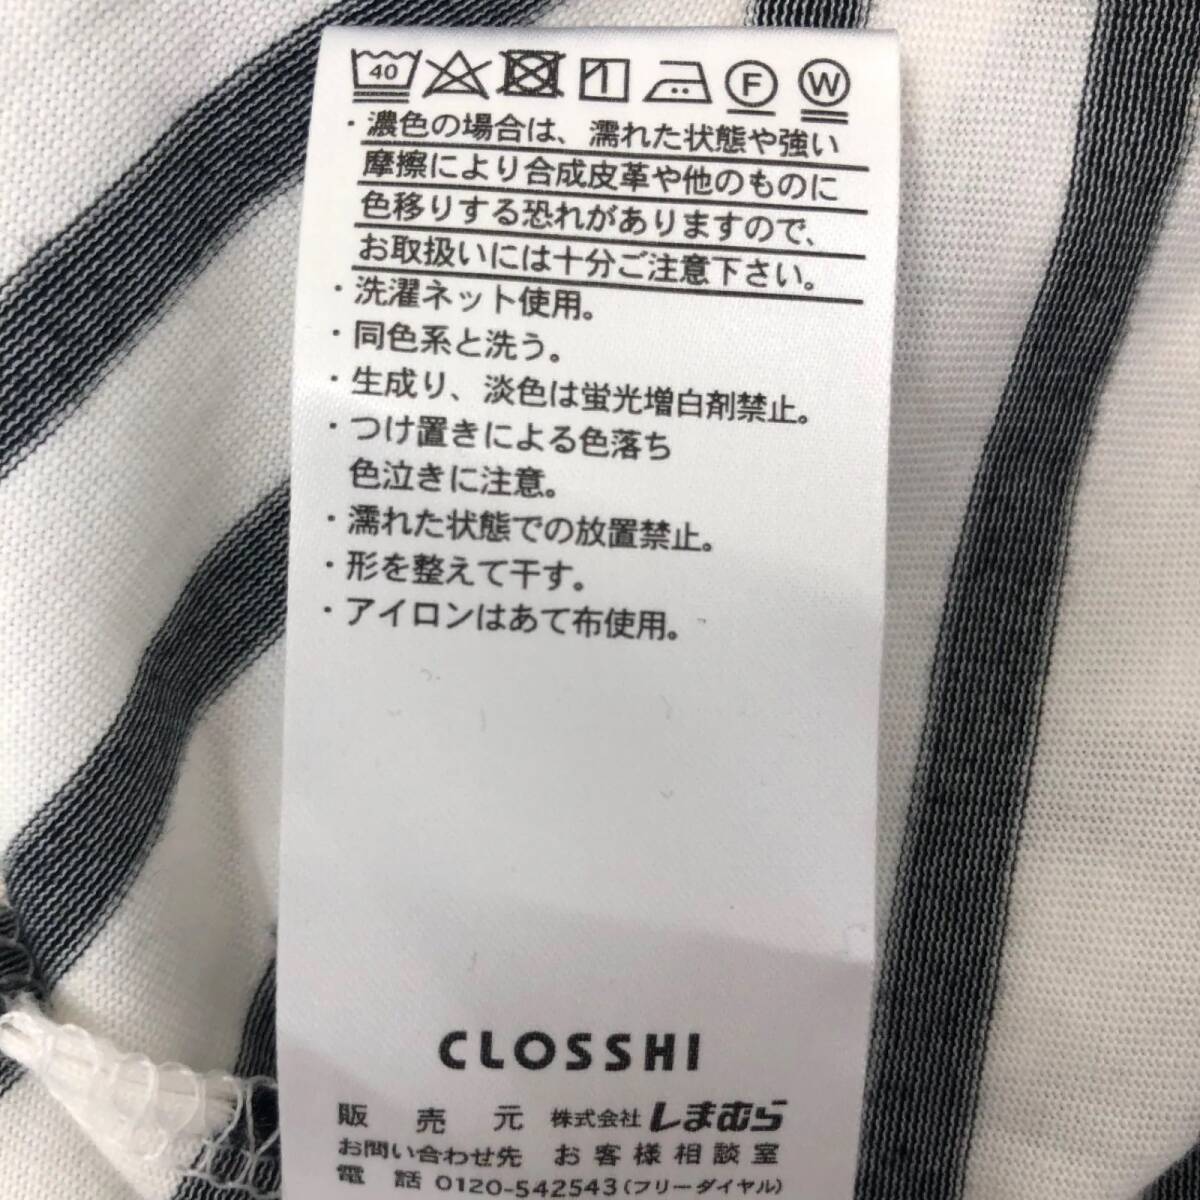 40 F W
・濃色の場合は、濡れた状態や強い
摩擦により合成皮革や他のものに
色移りする恐れがありますので、
お取扱いには十分ご注意下さい。
・洗濯ネット使用。
・同色系と洗う。
・生成り、淡色は蛍光増白剤禁止。
・つけ置きによる色落ち
色泣きに注意。
・濡れた状態での放置禁止。
・形を整えて干す。
・アイロンはあて布使用。
CLOSSHI
販売元 株式会社しまむら
お問い合わせ先 お客様相談室
電話 0120-542543(フリーダイヤル)